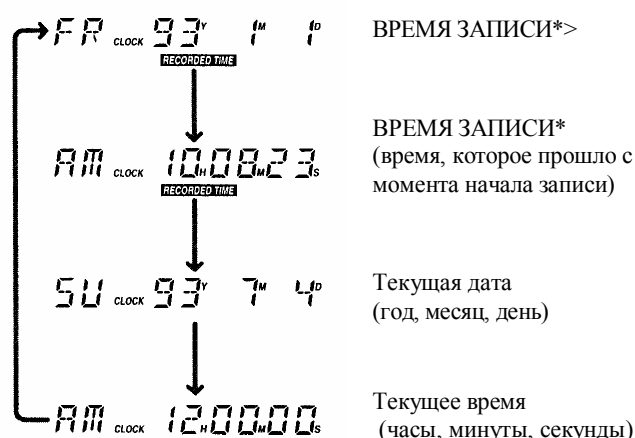 FR CLOCK 93Y 1M 1D ВРЕМЯ ЗАПИСИ*>
RECORDED TIME
ВРЕМЯ ЗАПИСИ*
AM CLOCK 10H08M23S (время, которое прошло с
RECORDED TIME момента начала записи)
SU CLOCK 93Y 7M 4D Текущая дата
(год, месяц, день)
Текущее время
AM CLOCK 12H00M00S (часы, минуты, секунды)